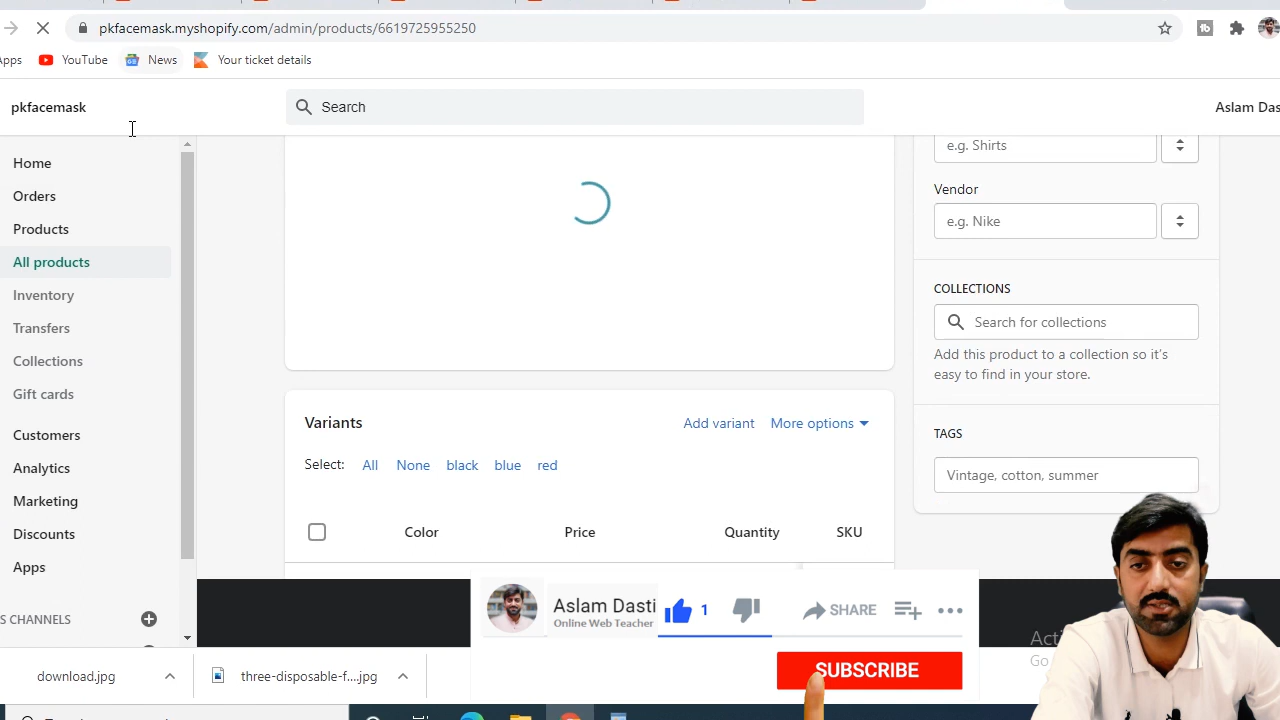 pkfacemask.myshopify.com/admin/products/6619725955250
Apps YouTube News Your ticket details
pkfacemask
Search
Aslam Das
Home
Orders
Products
All products
Inventory
Transfers
Collections
Gift cards
Customers
Analytics
Marketing
Discounts
Apps
S CHANNELS
e.g. Shirts
Vendor
e.g. Nike
COLLECTIONS
Search for collections
Add this product to a collection so it's
easy to find in your store.
TAGS
Vintage, cotton, summer
Variants Add variant More options
Select: All None black blue red
Color Price Quantity SKU
Aslam Dasti
Online Web Teacher
1 SHARE
SUBSCRIBE
Acti
Go
download.jpg three-disposable-f....jpg